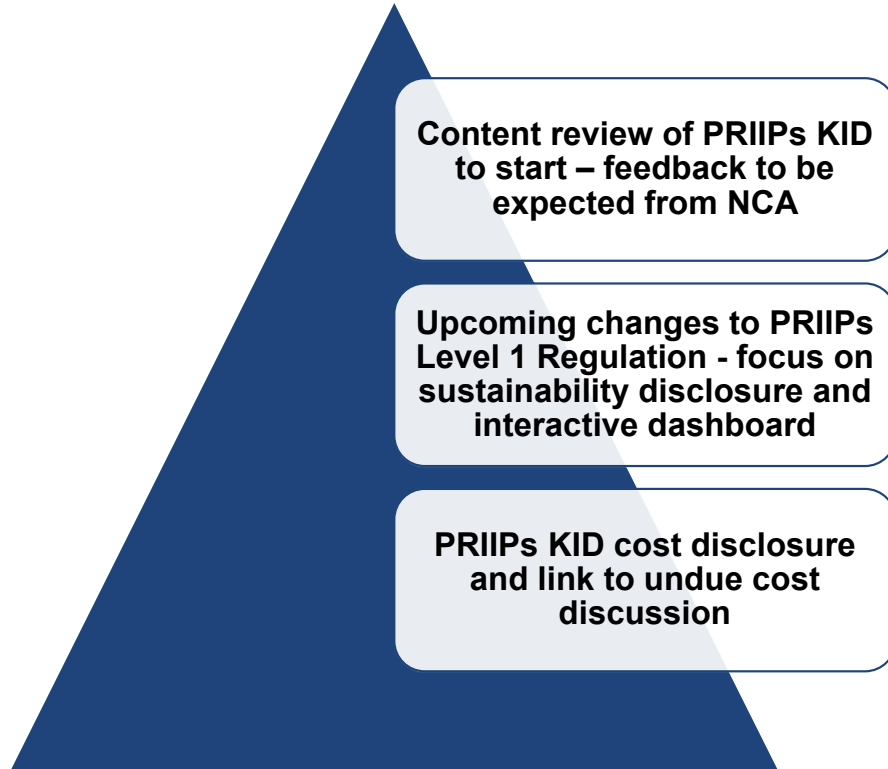 Content review of PRIIPs KID
to start – feedback to be
expected from NCA
Upcoming changes to PRIIPs
Level 1 Regulation - focus on
sustainability disclosure and
interactive dashboard
PRIIPs KID cost disclosure
and link to undue cost
discussion